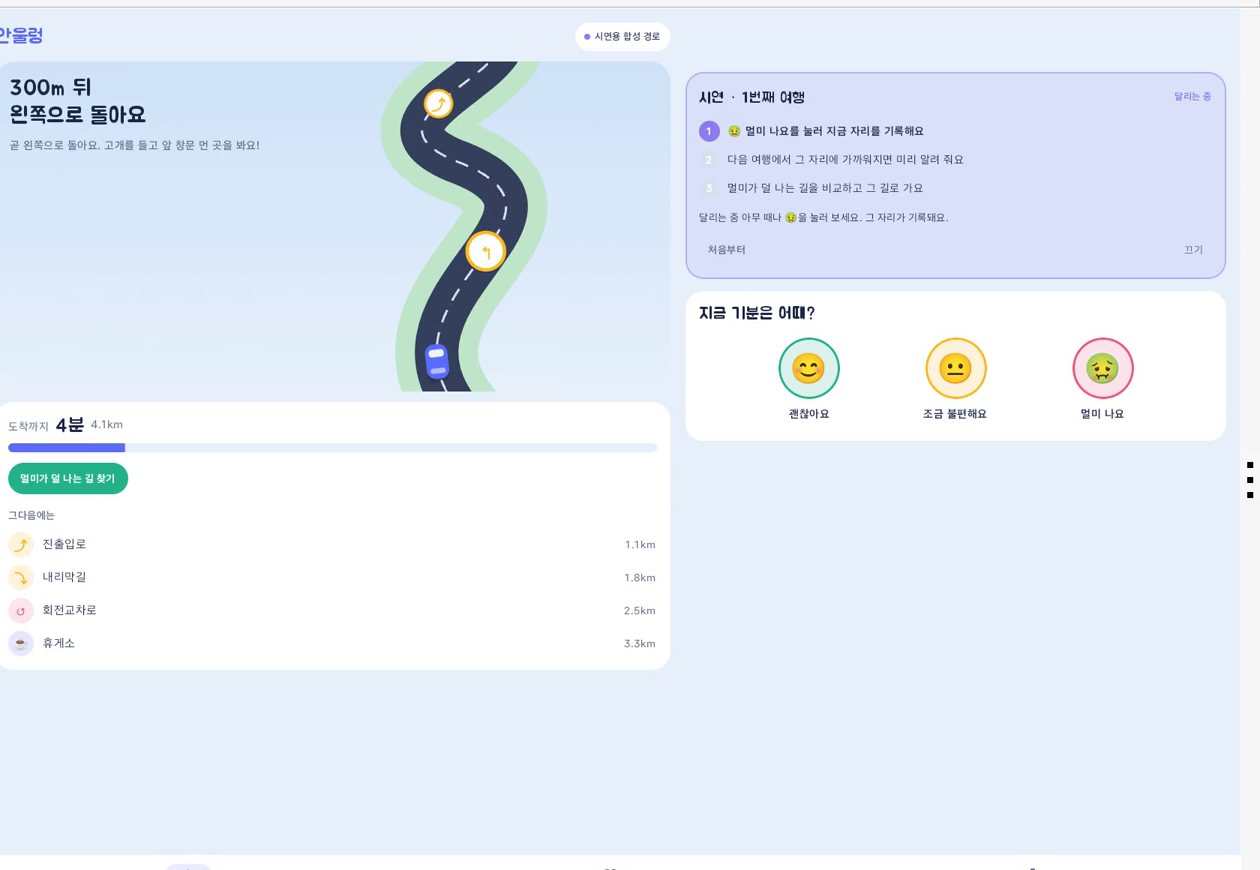 안울렁
시연용 합성 경로
300m 뒤
왼쪽으로 돌아요
곧 왼쪽으로 돌아요. 고개를 들고 앞 창문 먼 곳을 봐요!
도착까지 4분 4.1km
멀미가 덜 나는 길 찾기
그다음에는
진출입로 1.1km
내리막길 1.8km
회전교차로 2.5km
휴게소 3.3km
시연 · 1번째 여행 달리는 중
1 🤢 멀미 나요를 눌러 지금 자리를 기록해요
2 다음 여행에서 그 자리에 가까워지면 미리 알려 줘요
3 멀미가 덜 나는 길을 비교하고 그 길로 가요
달리는 중 아무 때나 🤢을 눌러 보세요. 그 자리가 기록돼요.
처음부터 끄기
지금 기분은 어때?
괜찮아요 조금 불편해요 멀미 나요